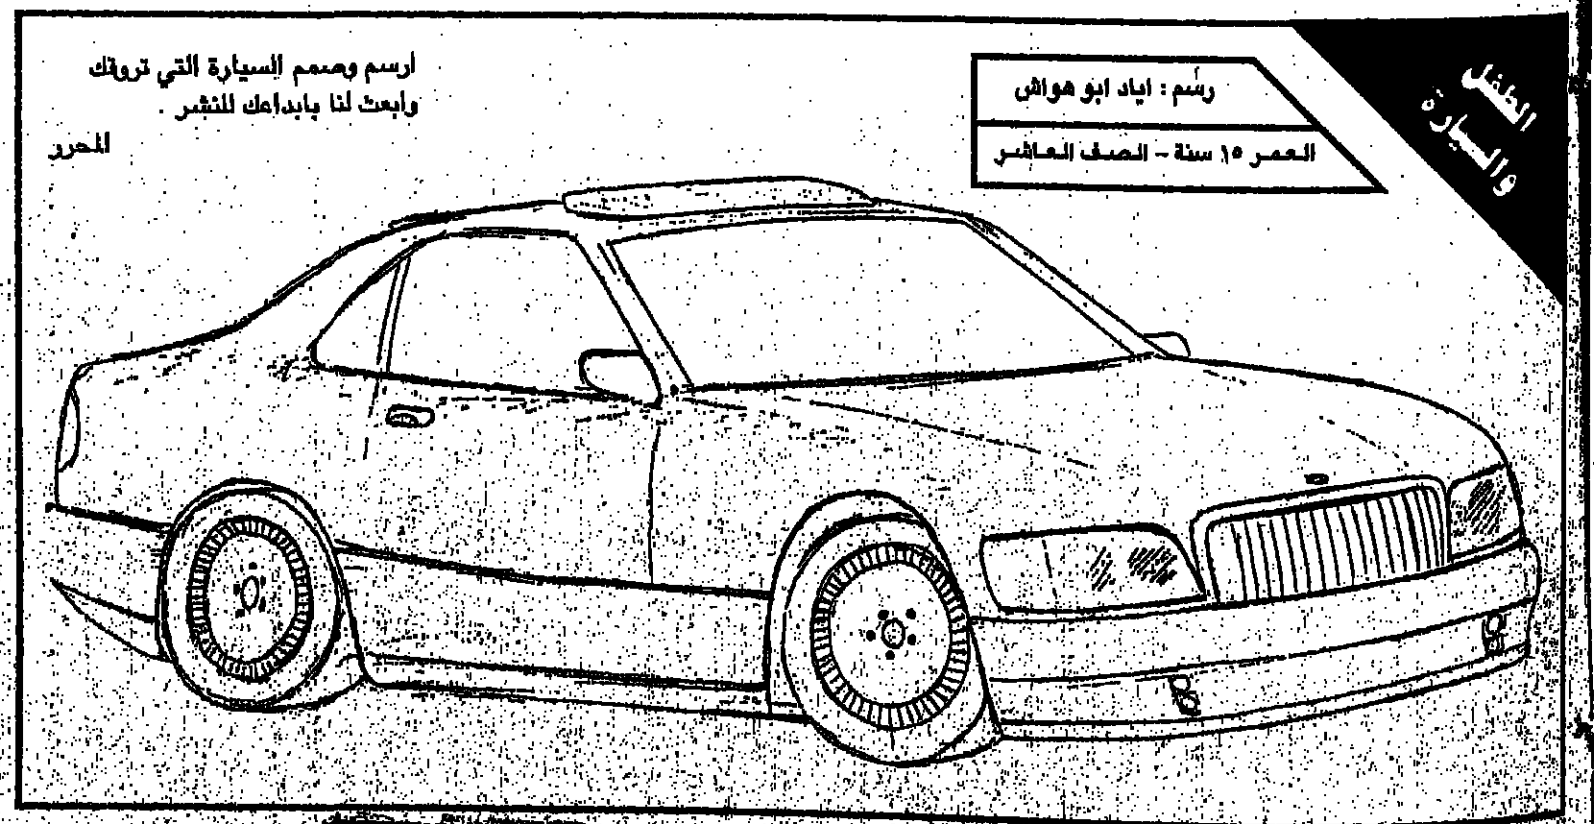 الطفل
والسيارة
رسم : اياد ابو هواش
العمر ١٥ سنة - الصف العاشر
ارسم وصمم السيارة التي تروقك
وابعث لنا بابداعك للنشر .
المحرر